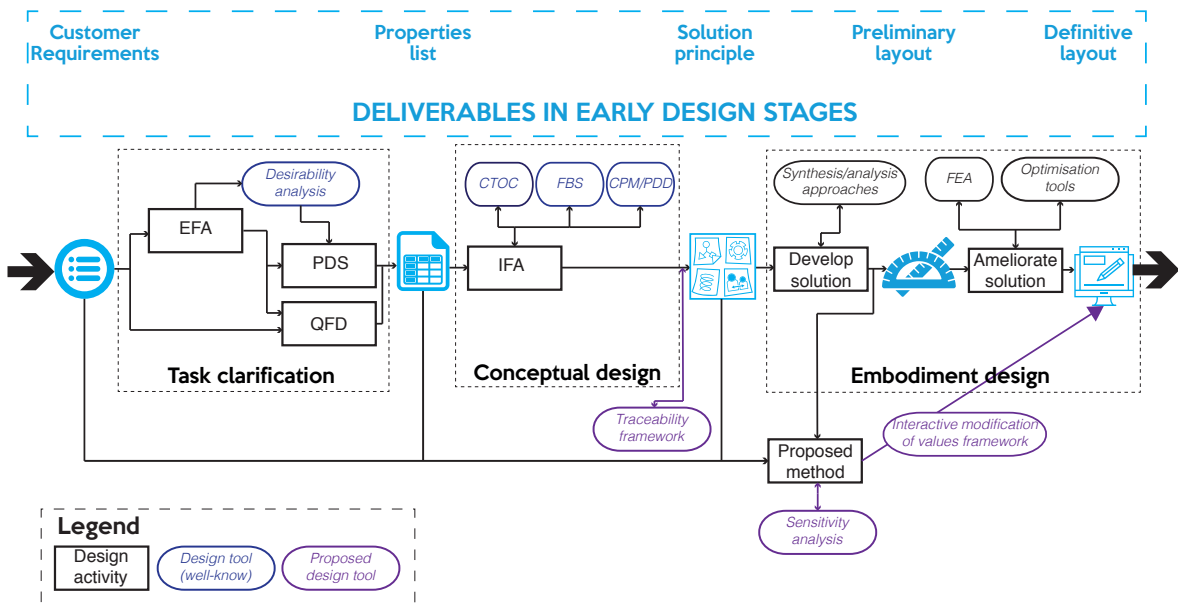 Customer
Requirements
Properties
list
Solution
principle
Preliminary
layout
Definitive
layout
DELIVERABLES IN EARLY DESIGN STAGES
Desirability
analysis
EFA
PDS
QFD
Task clarification
CTOC
FBS
CPM/PDD
IFA
Conceptual design
Traceability
framework
Synthesis/analysis
approaches
FEA
Optimisation
tools
Develop
solution
Ameliorate
solution
Embodiment design
Interactive modification
of values framework
Proposed
method
Sensitivity
analysis
Legend
Design
activity
Design tool
(well-know)
Proposed
design tool